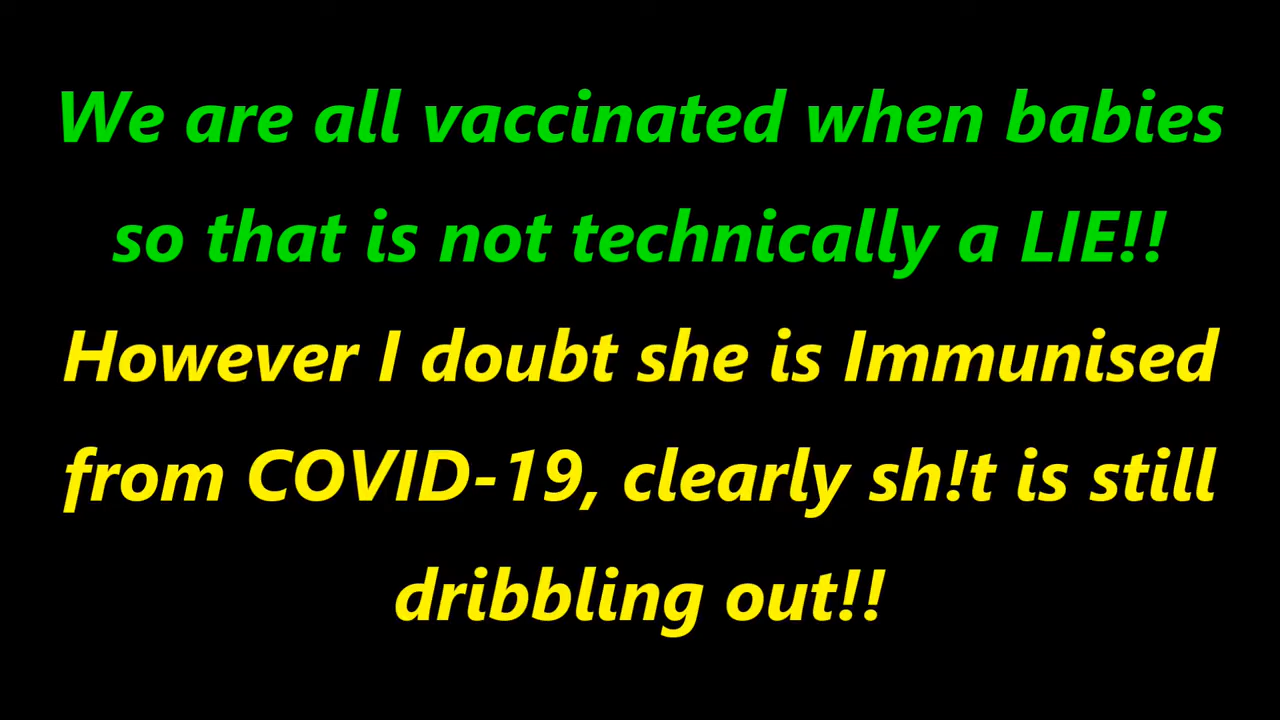 We are all vaccinated when babies
so that is not technically a LIE!!
However I doubt she is Immunised
from COVID-19, clearly sh!t is still
dribbling out!!